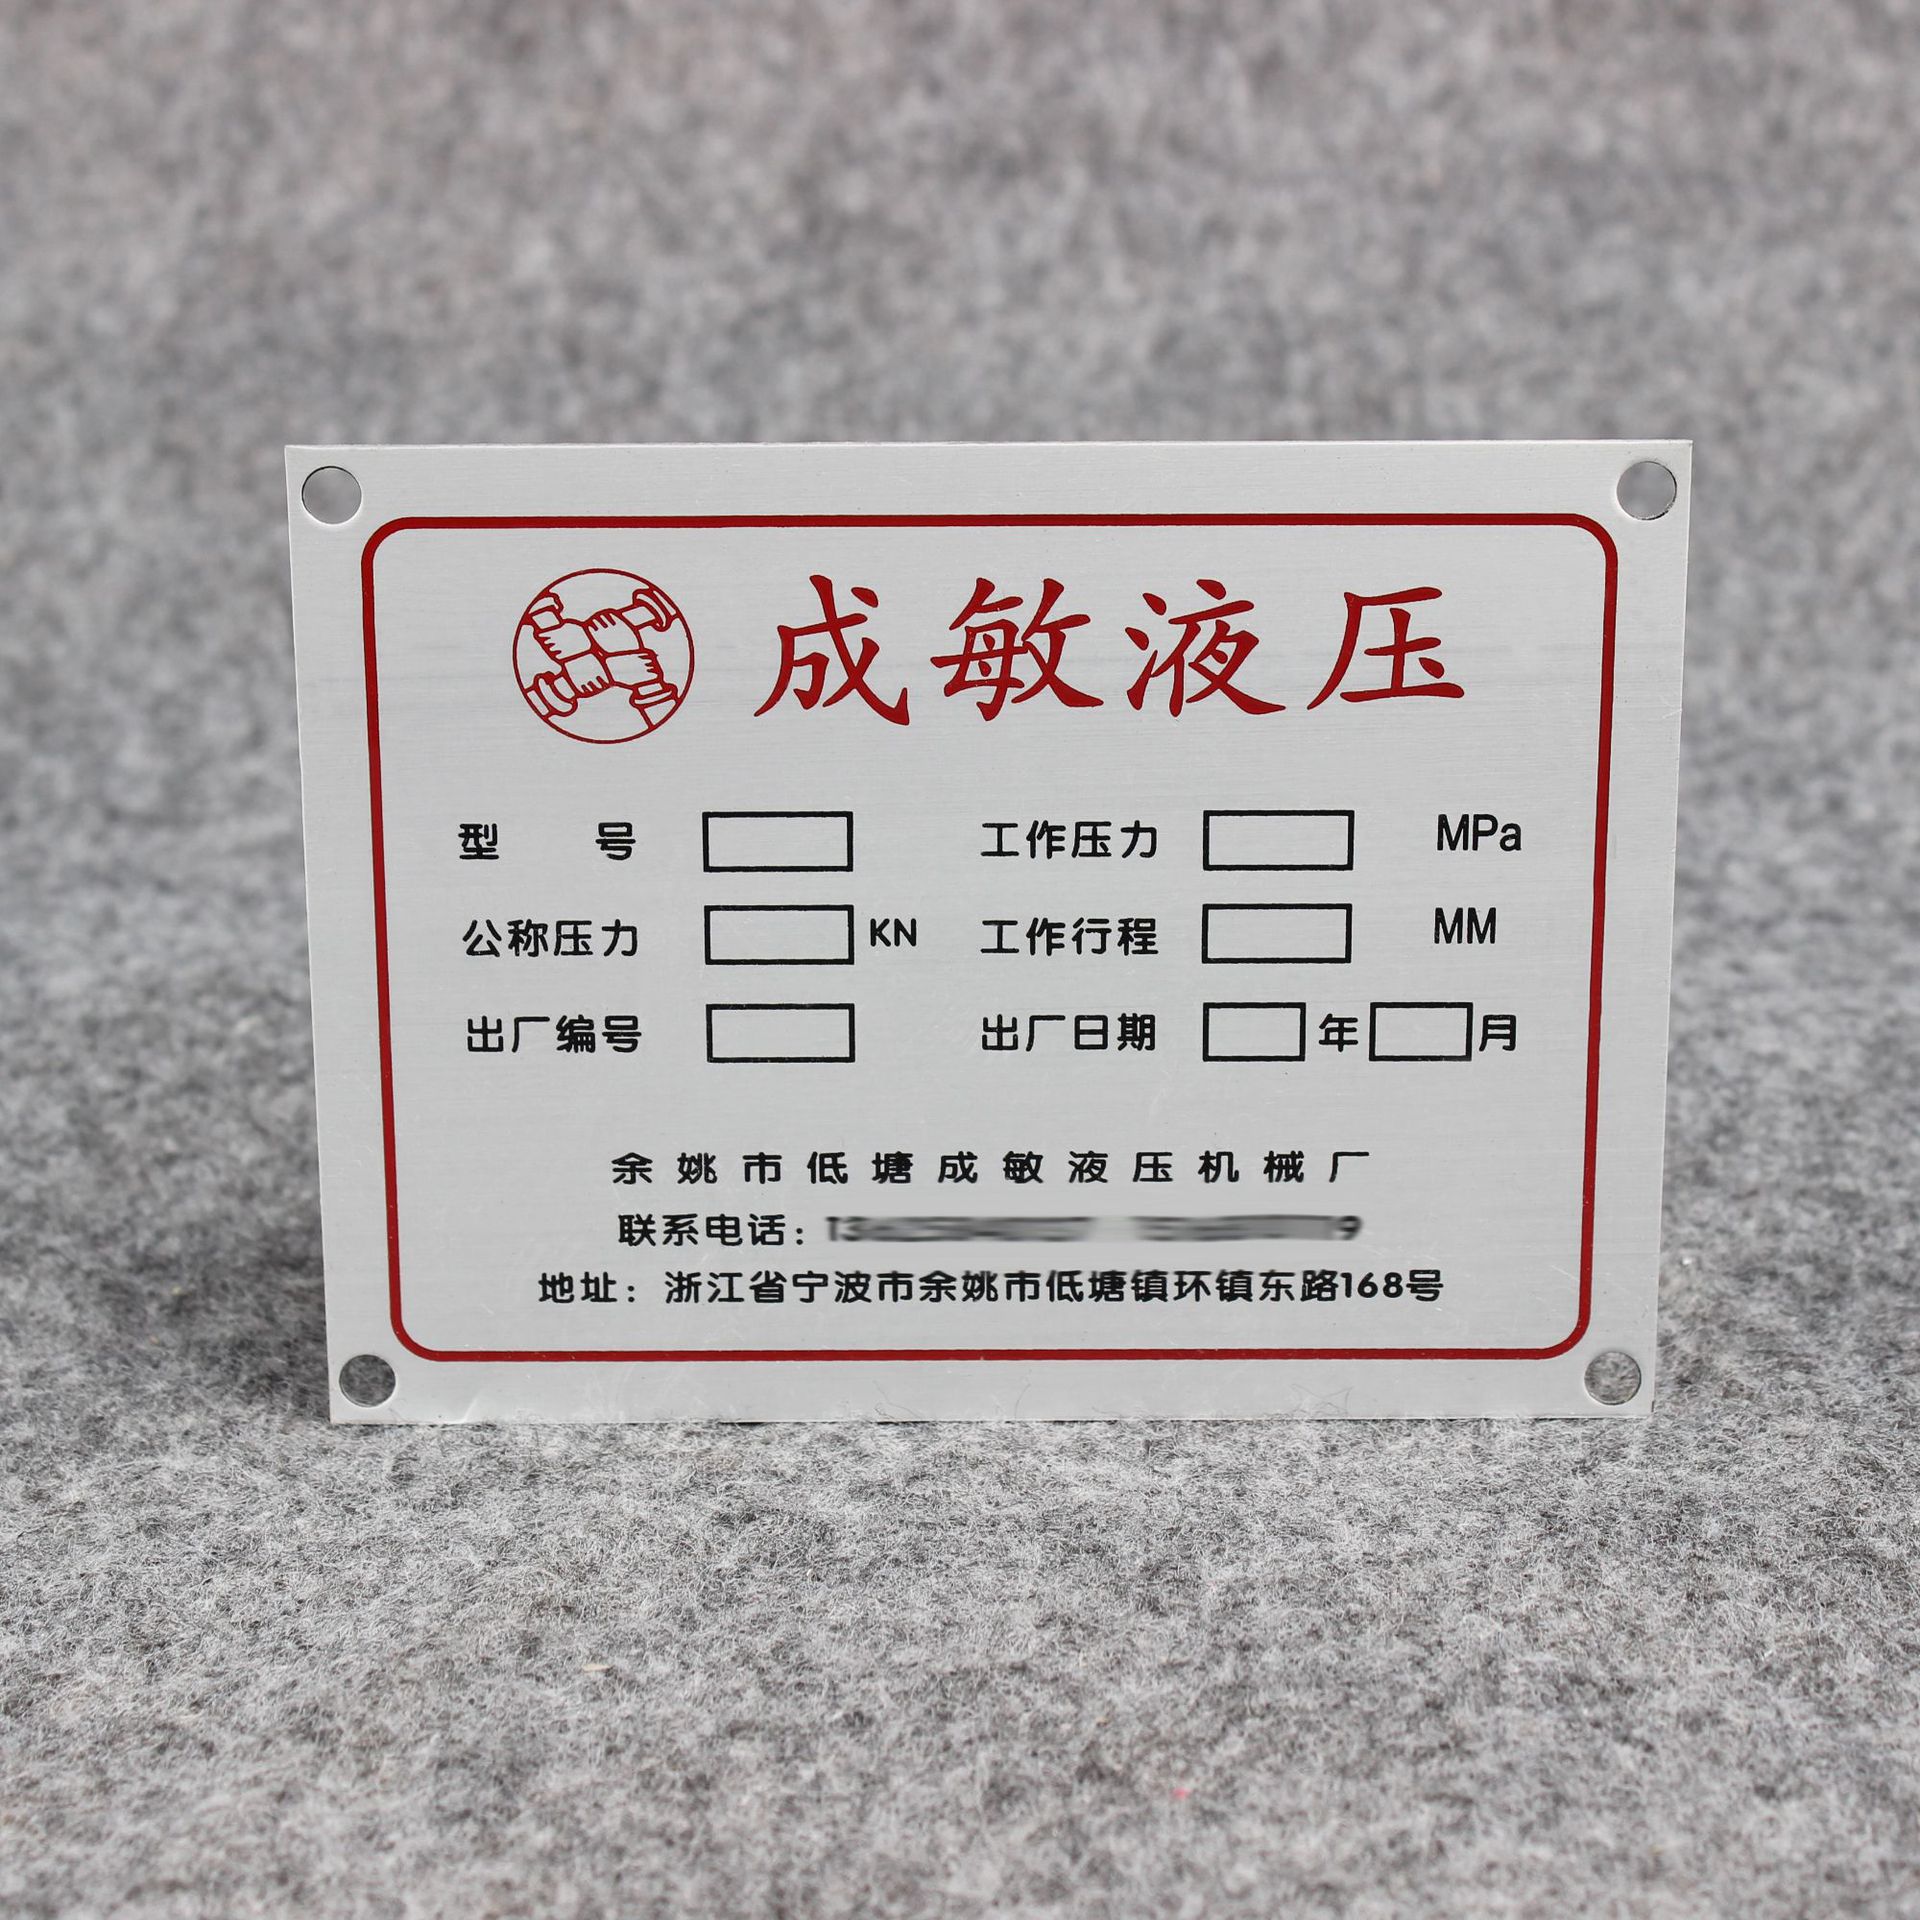 成敏液压
型号 工作压力 MPa
公称压力 KN 工作行程 MM
出厂编号 出厂日期 年 月
余姚市低塘成敏液压机械厂
联系电话：
地址：浙江省宁波市余姚市低塘镇环镇东路168号